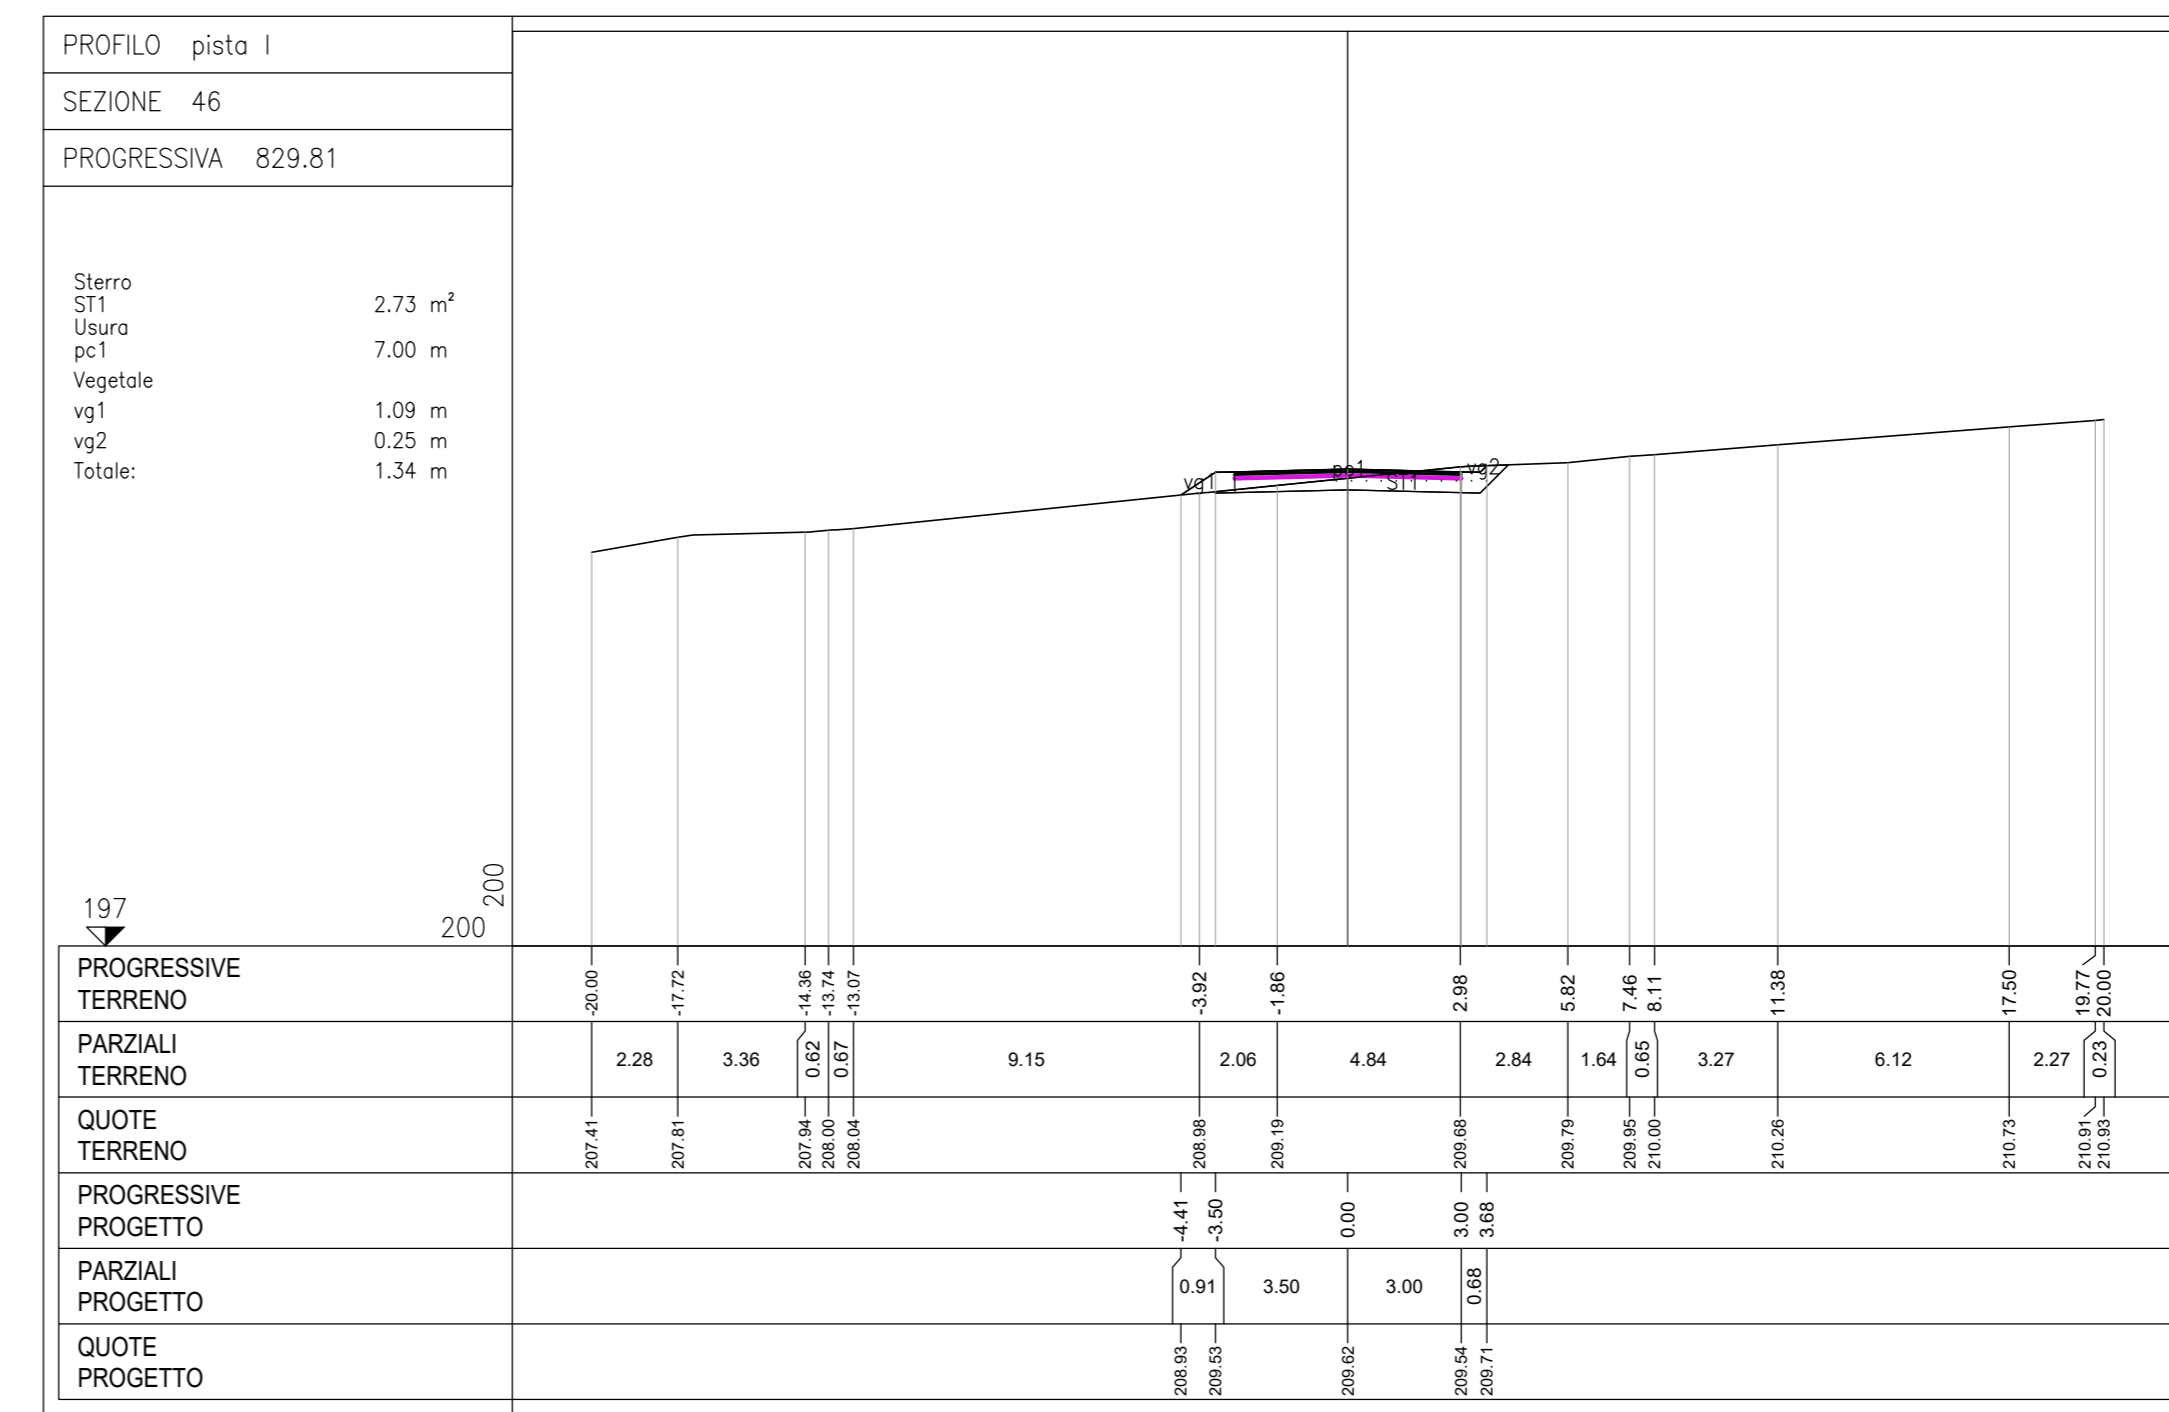 PROFILO pista I
SEZIONE 46
PROGRESSIVA 829.81
Sterro
ST1 2.73 m²
Usura
pc1 7.00 m
Vegetale
vg1 1.09 m
vg2 0.25 m
Totale: 1.34 m
vg1 pc1 ST1 vg2
197
200
200
PROGRESSIVE
TERRENO
-20.00 -17.72 -14.36 -13.74 -13.07 -3.92 -1.86 2.98 5.82 7.46 8.11 11.38 17.50 19.77 20.00
PARZIALI
TERRENO
2.28 3.36 0.62 0.67 9.15 2.06 4.84 2.84 1.64 0.65 3.27 6.12 2.27 0.23
QUOTE
TERRENO
207.41 207.81 207.94 208.00 208.04 208.98 209.19 209.68 209.79 209.95 210.00 210.26 210.73 210.91 210.93
PROGRESSIVE
PROGETTO
-4.41 -3.50 0.00 3.00 3.68
PARZIALI
PROGETTO
0.91 3.50 3.00 0.68
QUOTE
PROGETTO
208.93 209.53 209.62 209.54 209.71